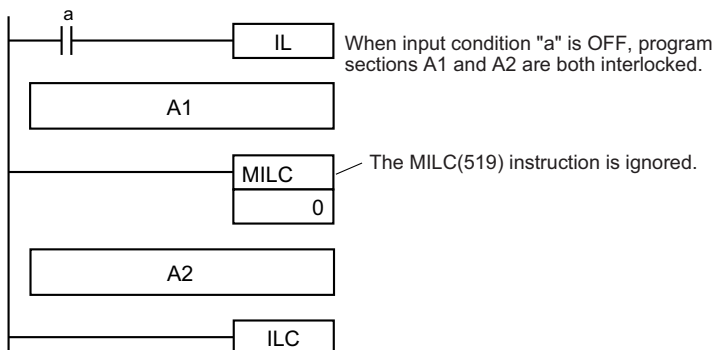 a
IL
When input condition "a" is OFF, program
sections A1 and A2 are both interlocked.
A1
MILC
The MILC(519) instruction is ignored.
0
A2
ILC